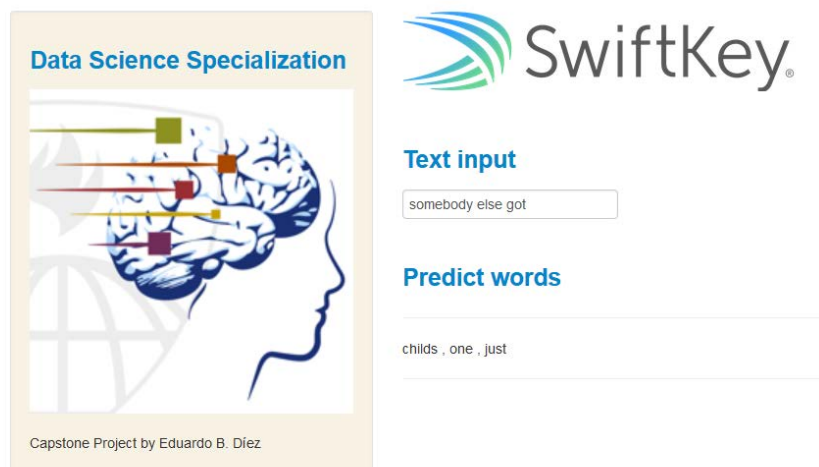 Data Science Specialization
Capstone Project by Eduardo B. Díez
SwiftKey®
Text input
somebody else got
Predict words
childs , one , just